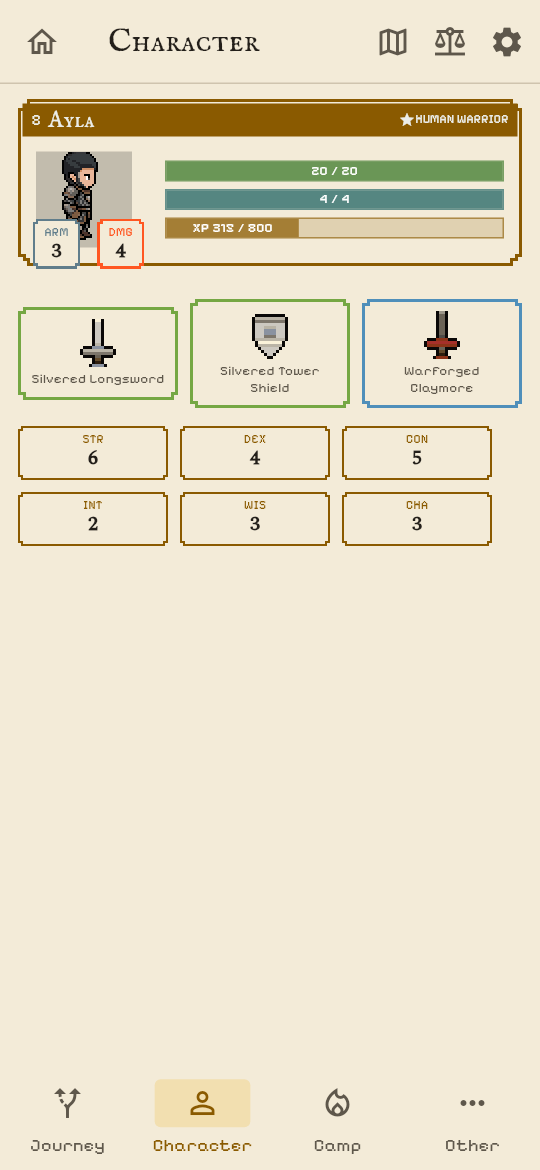 Character
8 Ayla HUMAN WARRIOR
20 / 20
4 / 4
XP 318 / 800
ARM DMG
3 4
Silvered Longsword
Silvered Tower
Shield
Warforged
Claymore
STR DEX CON
6 4 5
INT WIS CHA
2 3 3
Journey Character Camp Other